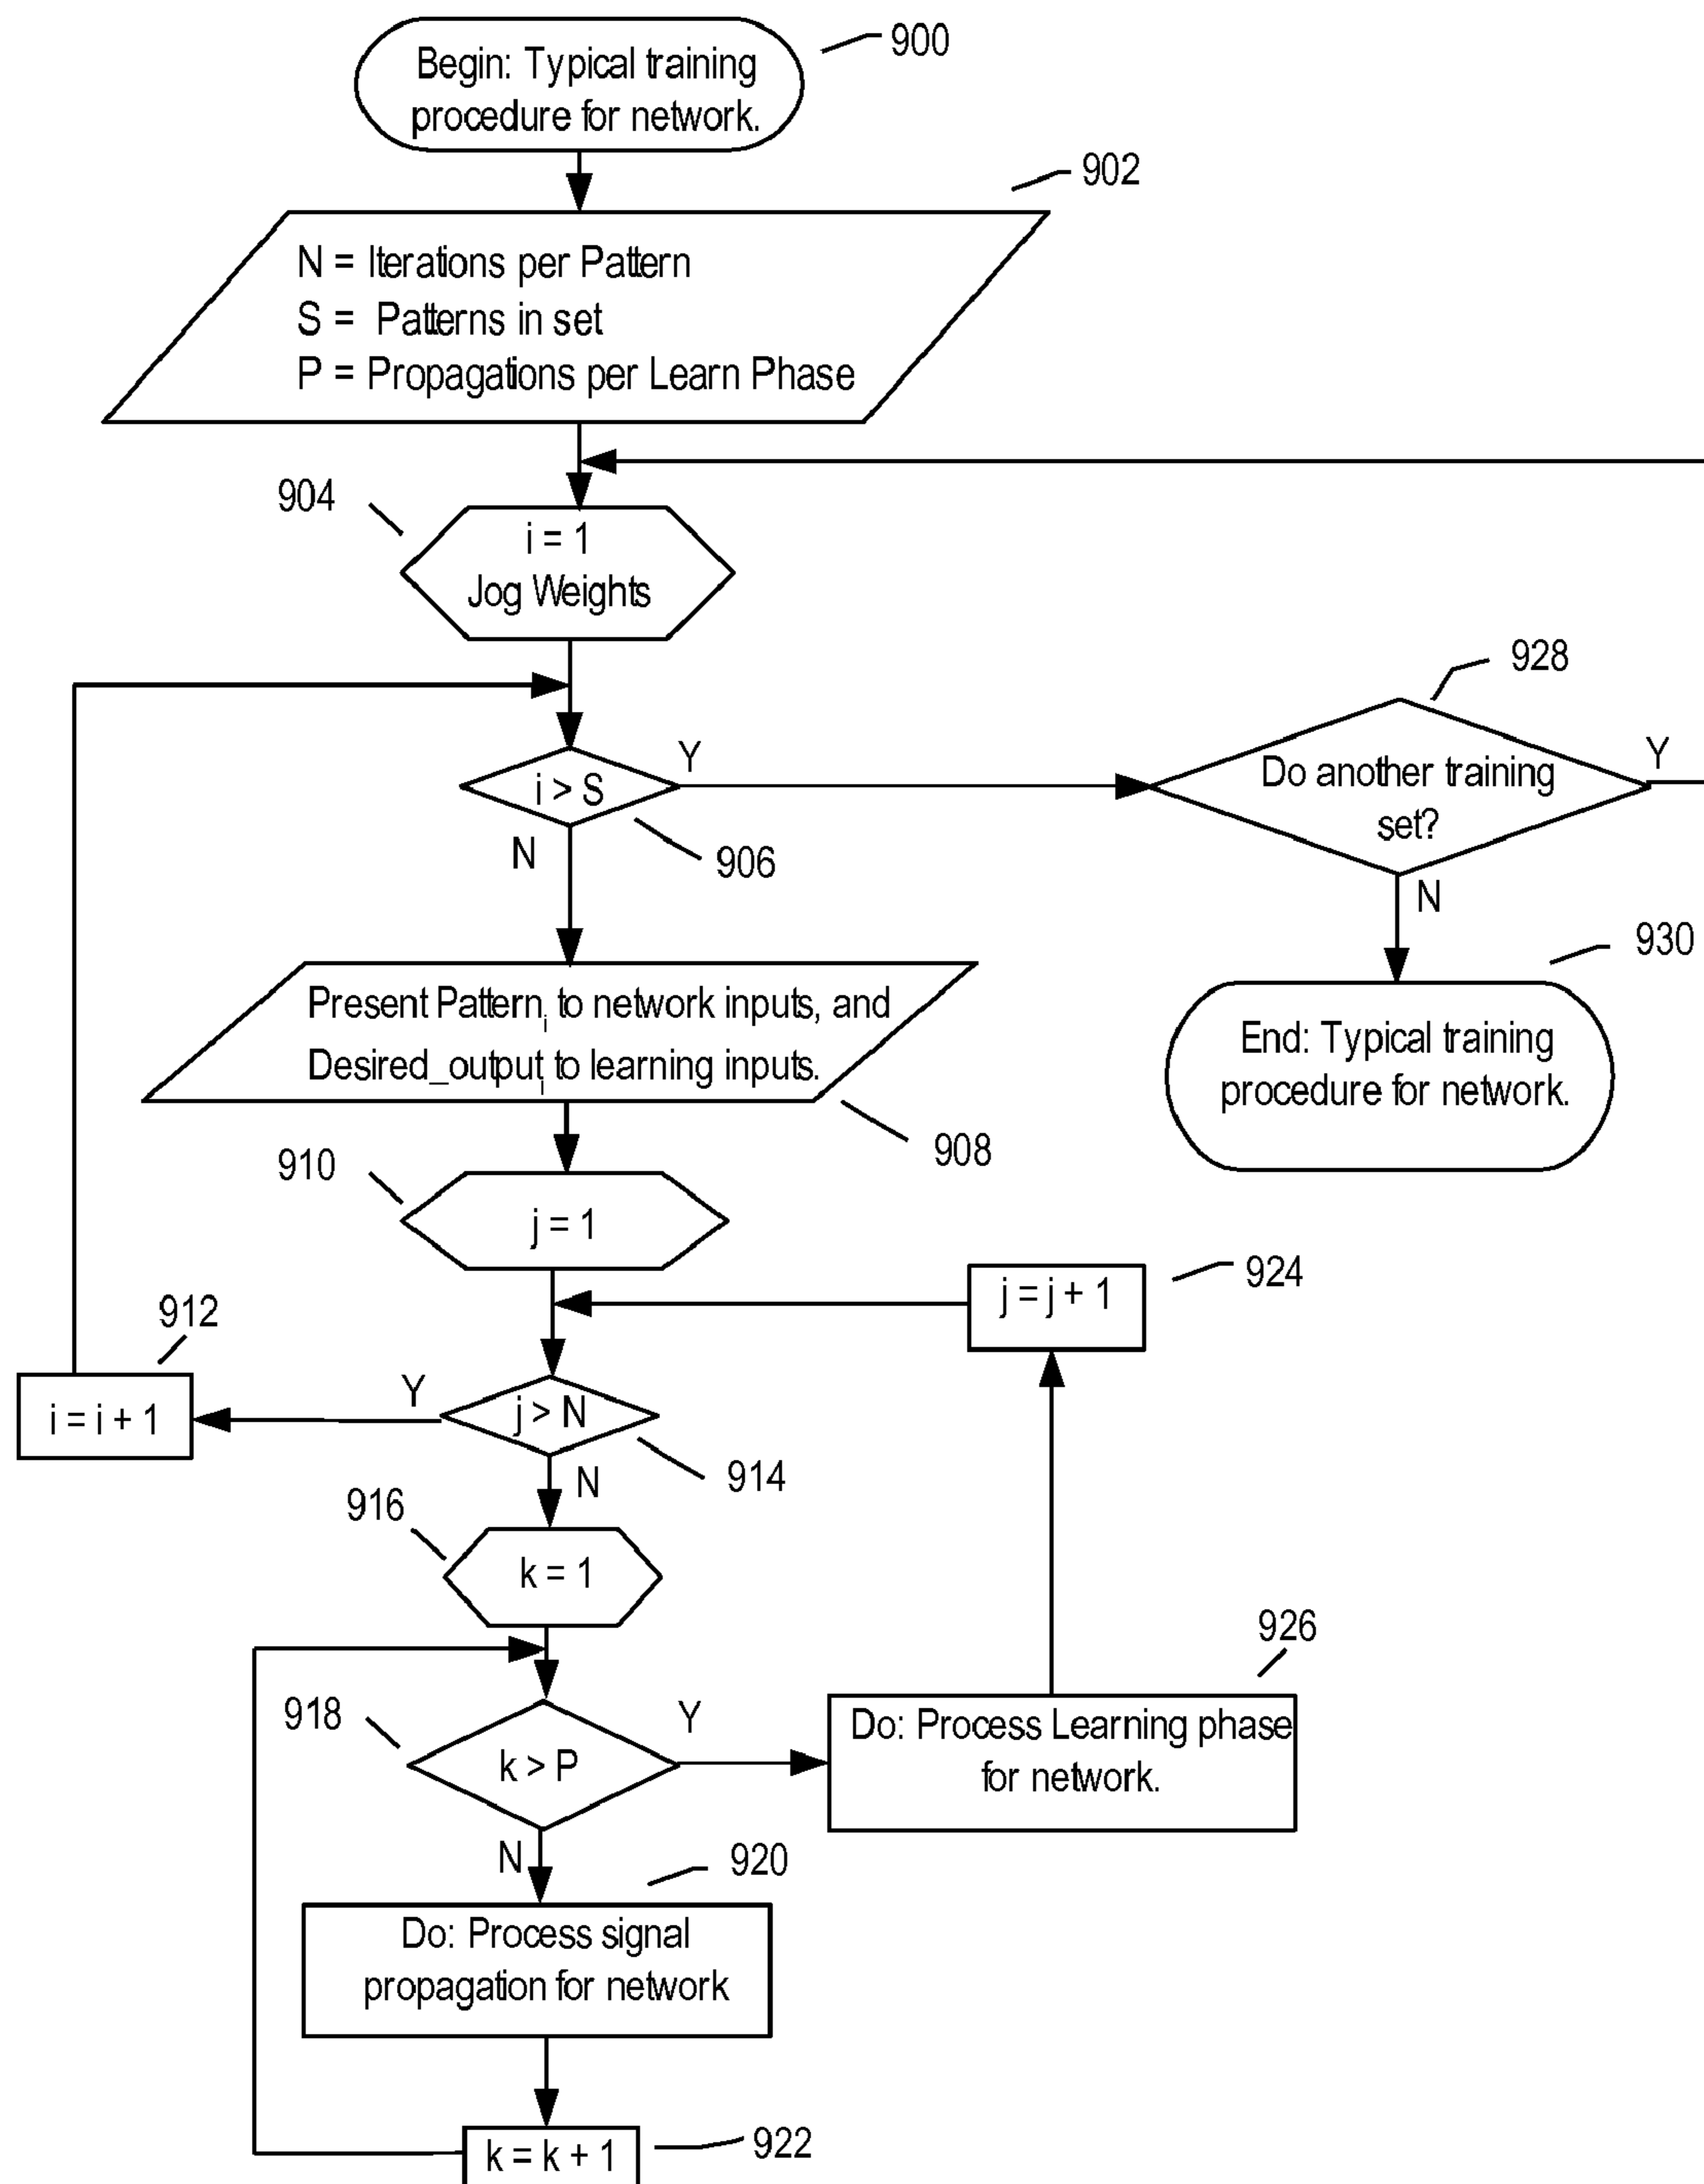 Begin: Typical training
procedure for network.
900
902
N = Iterations per Pattern
S = Patterns in set
P = Propagations per Learn Phase
904
i = 1
Jog Weights
928
i > S
Y
N
906
Do another training
set?
Y
N
930
Present Patternᵢ to network inputs, and
Desired_outputᵢ to learning inputs.
908
End: Typical training
procedure for network.
910
j = 1
924
j = j + 1
912
i = i + 1
Y
j > N
N
914
916
k = 1
926
918
k > P
Y
N
Do: Process Learning phase
for network.
920
Do: Process signal
propagation for network
k = k + 1
922